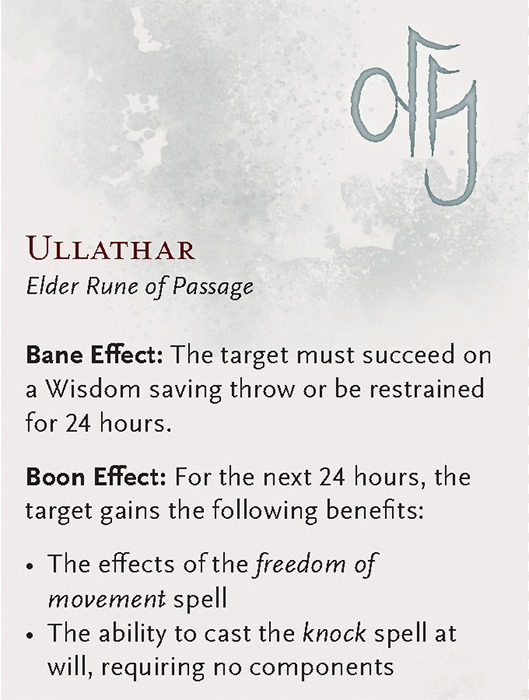 ULLATHAR
Elder Rune of Passage
Bane Effect: The target must succeed on
a Wisdom saving throw or be restrained
for 24 hours.
Boon Effect: For the next 24 hours, the
target gains the following benefits:
• The effects of the freedom of
movement spell
• The ability to cast the knock spell at
will, requiring no components